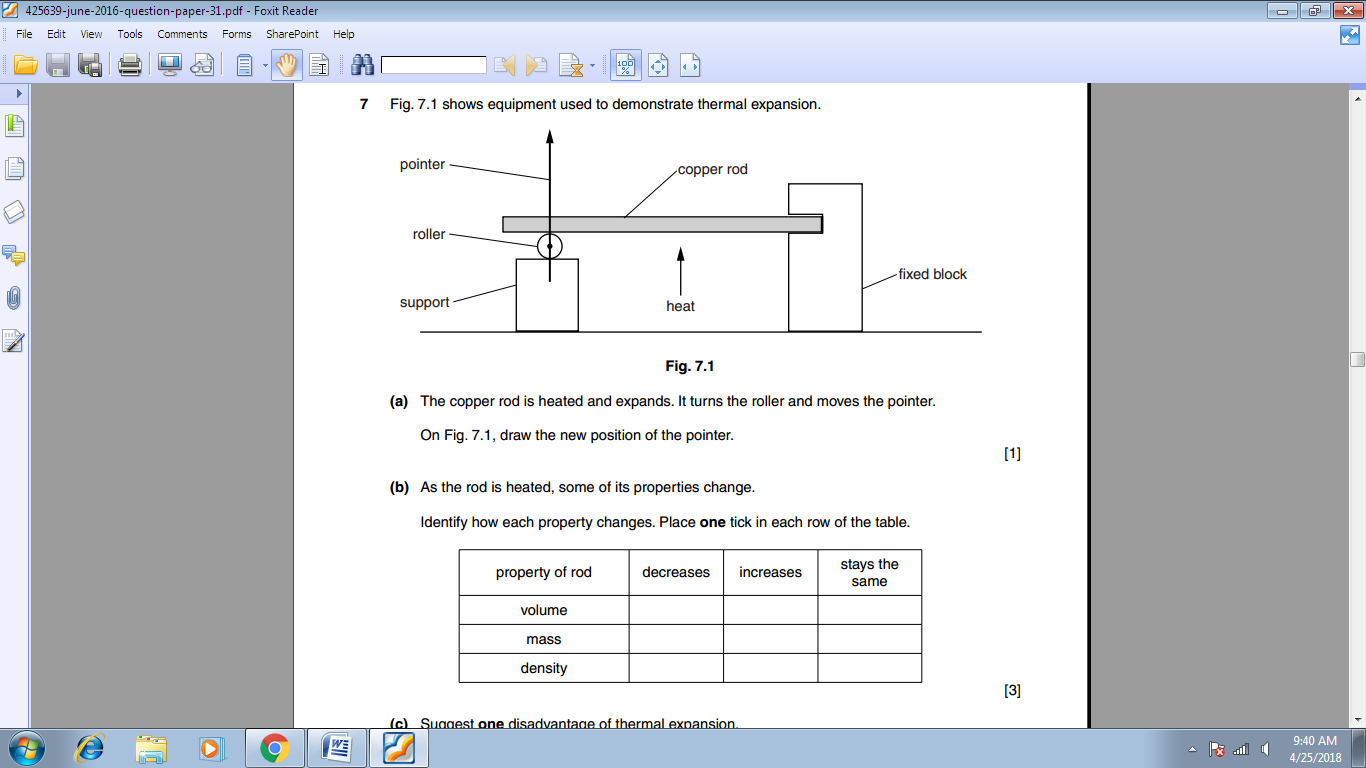 425639-june-2016-question-paper-31.pdf - Foxit Reader
File Edit View Tools Comments Forms SharePoint Help
100%
7 Fig. 7.1 shows equipment used to demonstrate thermal expansion.
pointer
copper rod
roller
fixed block
support
heat
Fig. 7.1
(a) The copper rod is heated and expands. It turns the roller and moves the pointer.
On Fig. 7.1, draw the new position of the pointer.
[1]
(b) As the rod is heated, some of its properties change.
Identify how each property changes. Place one tick in each row of the table.
property of rod decreases increases stays the same
volume
mass
density
[3]
(c) Suggest one disadvantage of thermal expansion.
9:40 AM
4/25/2018